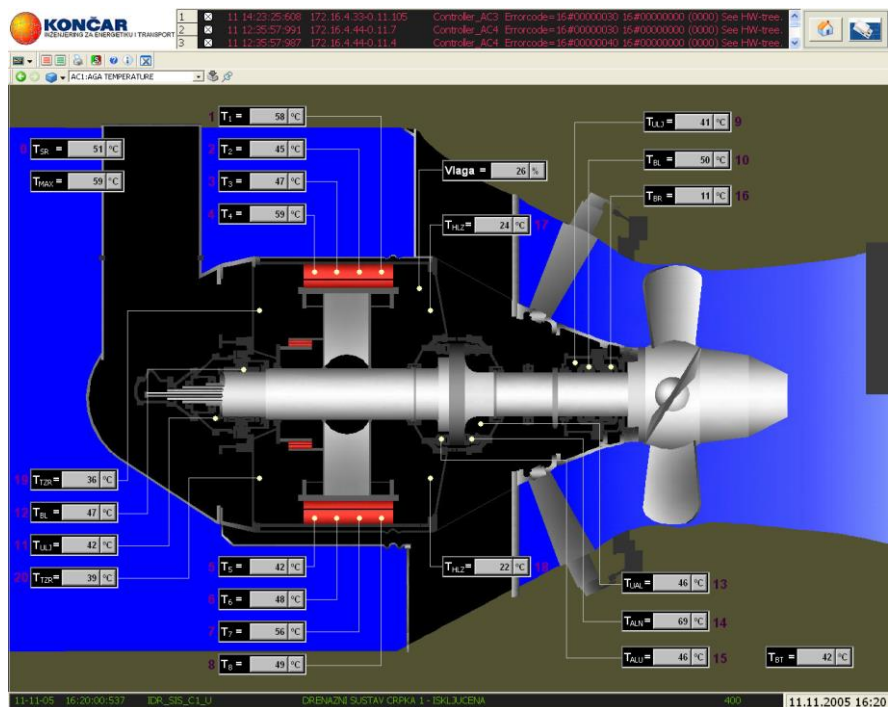 KONČAR
INŽENJERING ZA ENERGETIKU I TRANSPORT
1 11 14:23:25:608 172.16.4.33-0.11.105 Controller_AC3 Errorcode=16#00000030 16#00000000 (0000) See HW-tree.
2 11 12:35:57:991 172.16.4.44-0.11.7 Controller_AC4 Errorcode=16#00000030 16#00000000 (0000) See HW-tree.
3 11 12:35:57:987 172.16.4.44-0.11.4 Controller_AC4 Errorcode=16#00000040 16#00000000 (0000) See HW-tree.
AC1:AGA TEMPERATURE
1 T1 = 58 °C
TULJ = 41 °C 9
TSR = 51 °C
2 T2 = 45 °C
TBL = 50 °C 10
Vlaga = 26 %
TMAX = 59 °C
3 T3 = 47 °C
TBR = 11 °C 16
4 T4 = 59 °C
THLZ = 24 °C 17
19 TTZR = 36 °C
12 TBL = 47 °C
11 TULJ = 42 °C
20 TTZR = 39 °C
5 T5 = 42 °C
THLZ = 22 °C 18
TUAL = 46 °C 13
6 T6 = 48 °C
TALN = 69 °C 14
7 T7 = 56 °C
8 T8 = 49 °C
TALU = 46 °C 15
TBT = 42 °C
11-11-05 16:20:00:537 IDR_SIS_C1_U DRENAZNI SUSTAV CRPKA 1 - ISKLJUCENA 400 11.11.2005 16:20